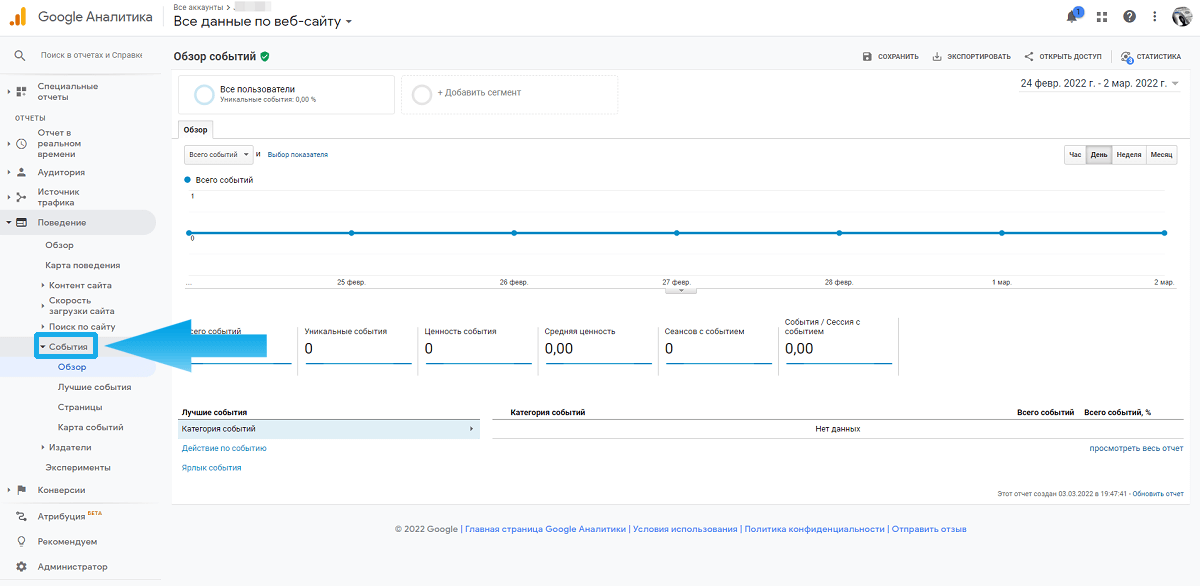 Google Аналитика
Все аккаунты >
Все данные по веб-сайту
1
Поиск в отчетах и Справке
Обзор событий
СОХРАНИТЬ
ЭКСПОРТИРОВАТЬ
ОТКРЫТЬ ДОСТУП
3
СТАТИСТИКА
Специальные
отчеты
ОТЧЕТЫ
Отчет в
реальном
времени
Аудитория
Источник
трафика
Поведение
Обзор
Карта поведения
Контент сайта
Скорость
загрузки сайта
Поиск по сайту
События
Обзор
Лучшие события
Страницы
Карта событий
Издатели
Эксперименты
Конверсии
Атрибуция БЕТА
Рекомендуем
Администратор
Все пользователи
Уникальные события: 0,00 %
+ Добавить сегмент
24 февр. 2022 г. - 2 мар. 2022 г.
Обзор
Всего событий
и
Выбор показателя
Час
День
Неделя
Месяц
Всего событий
1
0
...
25 февр.
26 февр.
27 февр.
28 февр.
1 мар.
2 мар.
сего событий
Уникальные события
0
Ценность события
0
Средняя ценность
0,00
Сеансов с событием
0
События / Сессия с
событием
0,00
Лучшие события
Категория событий
Действие по событию
Ярлык события
Категория событий
Всего событий
Всего событий, %
Нет данных
просмотреть весь отчет
Этот отчет создан 03.03.2022 в 19:47:41 - Обновить отчет
© 2022 Google | Главная страница Google Аналитики | Условия использования | Политика конфиденциальности | Отправить отзыв